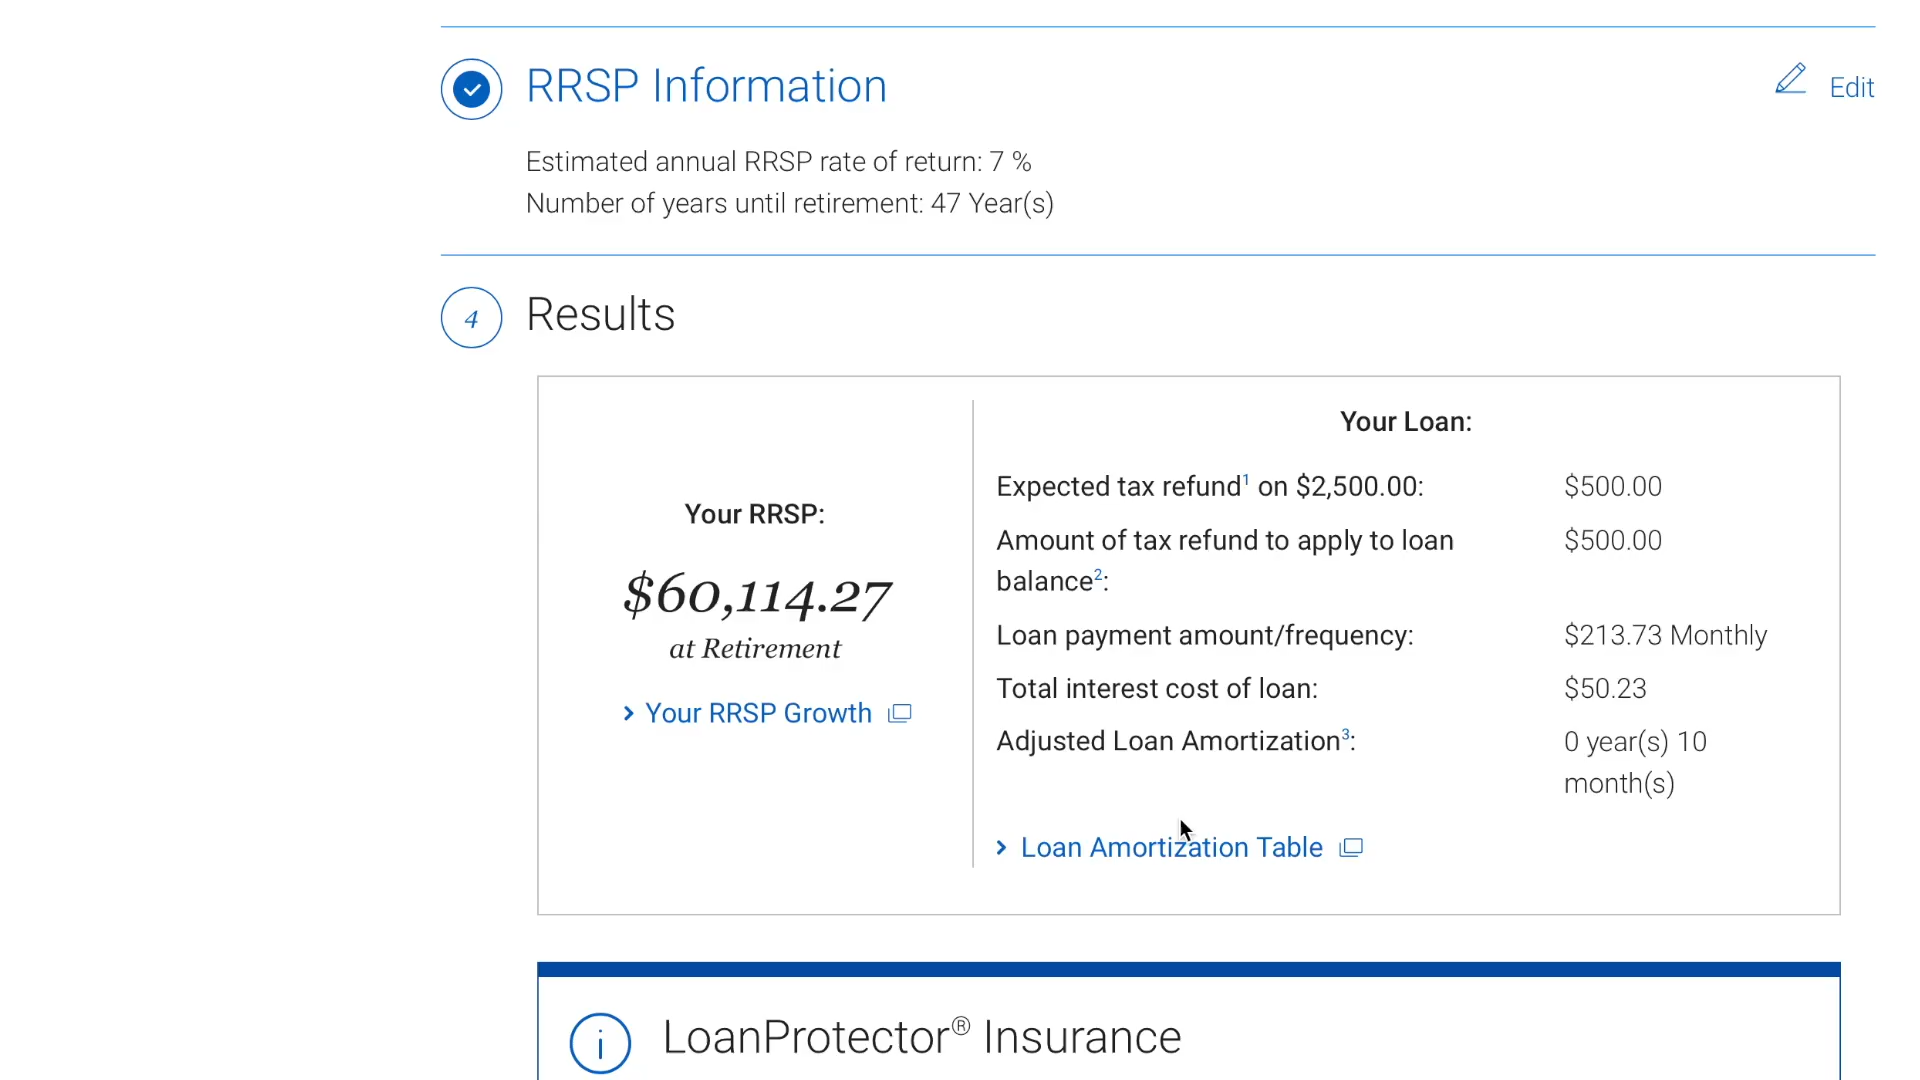 RRSP Information
Edit
Estimated annual RRSP rate of return: 7 %
Number of years until retirement: 47 Year(s)
4
Results
Your RRSP:
$60,114.27
at Retirement
Your RRSP Growth
Your Loan:
Expected tax refund1 on $2,500.00: $500.00
Amount of tax refund to apply to loan $500.00
balance2:
Loan payment amount/frequency: $213.73 Monthly
Total interest cost of loan: $50.23
Adjusted Loan Amortization3: 0 year(s) 10
month(s)
Loan Amortization Table
LoanProtector® Insurance